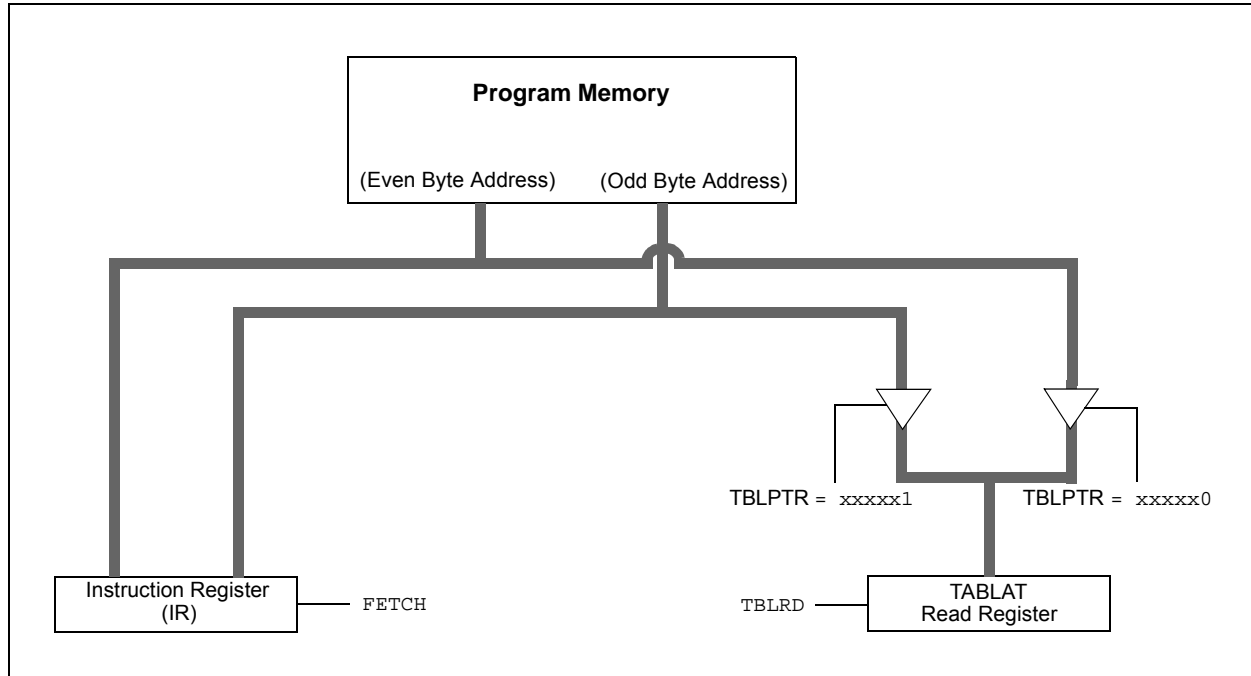 Program Memory
(Even Byte Address) (Odd Byte Address)
TBLPTR = xxxxx1 TBLPTR = xxxxx0
Instruction Register
(IR)
FETCH
TBLRD
TABLAT
Read Register